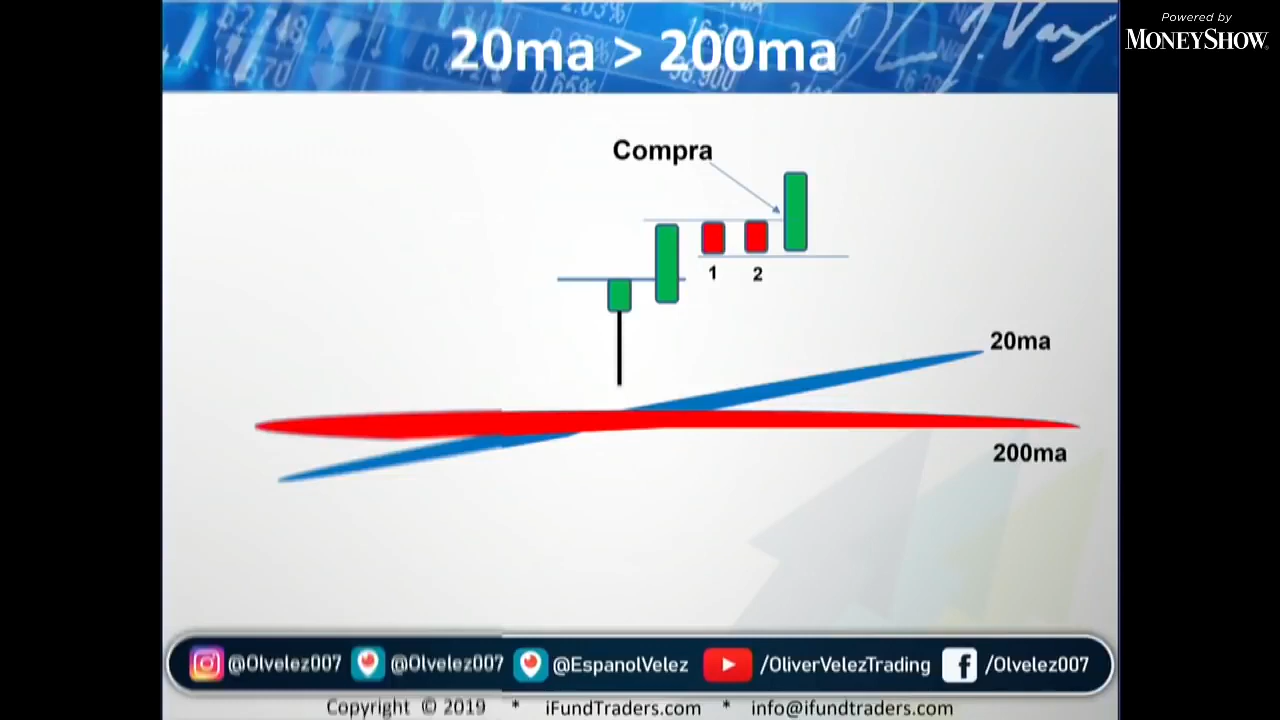 Powered by
MONEYSHOW
20ma > 200ma
Compra
1 2
20ma
200ma
@Olvelez007 @Olvelez007 @EspanolVelez /OliverVelezTrading /Olvelez007
Copyright © 2019 * iFundTraders.com * info@ifundtraders.com